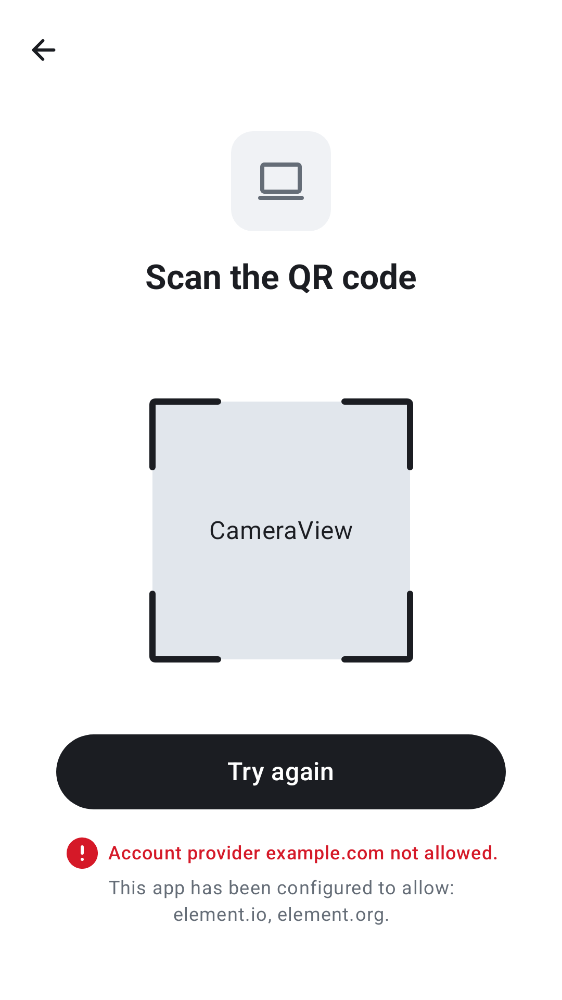 Scan the QR code
CameraView
Try again
Account provider example.com not allowed.
This app has been configured to allow:
element.io, element.org.